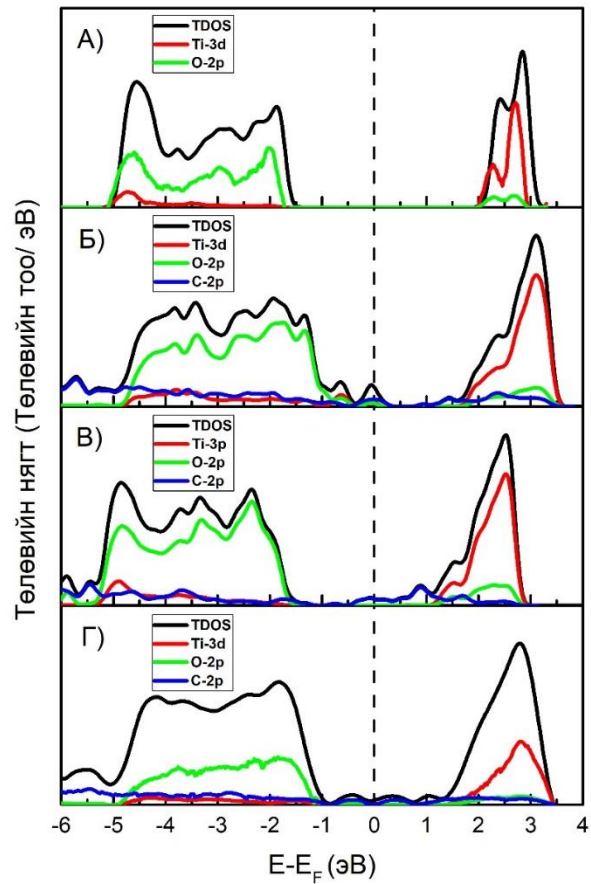 А)
TDOS
Ti-3d
O-2p
Б)
TDOS
Ti-3d
O-2p
C-2p
В)
TDOS
Ti-3p
O-2p
C-2p
Г)
TDOS
Ti-3d
O-2p
C-2p
Төлөвийн нягт (Төлөвийн тоо/ эВ)
-6 -5 -4 -3 -2 -1 0 1 2 3 4
E-E_F (эВ)